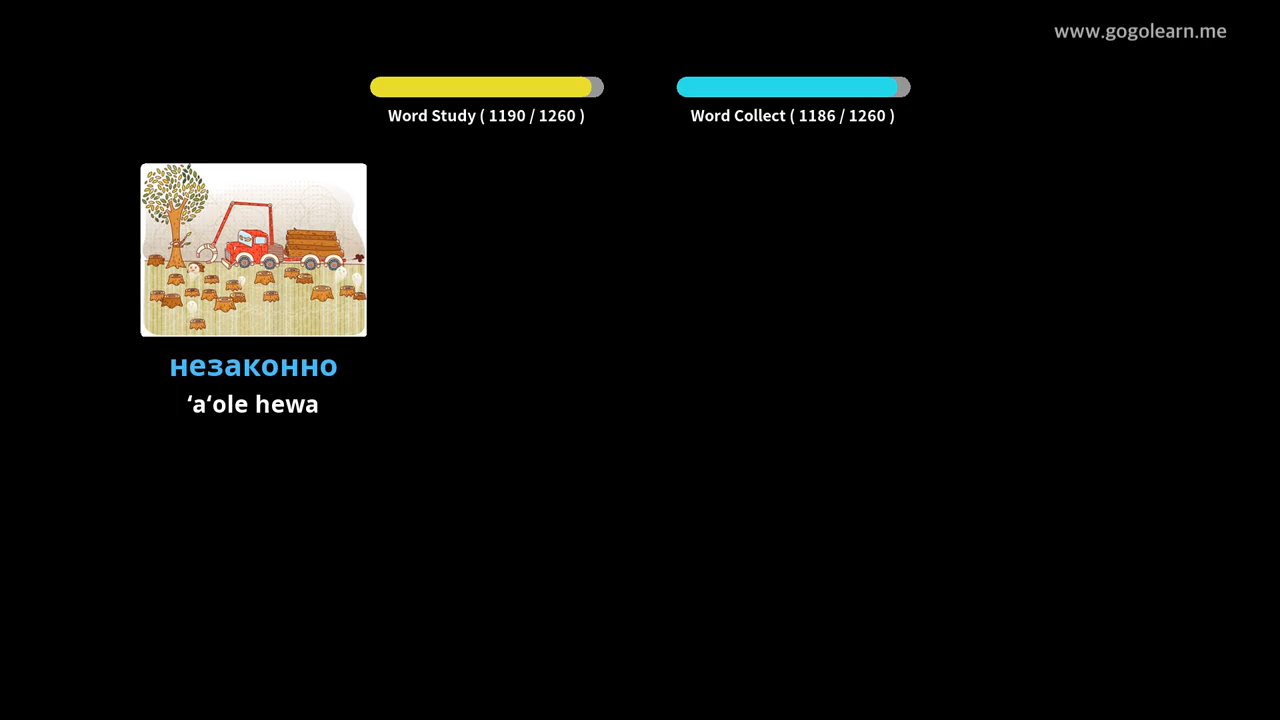 www.gogolearn.me
Word Study ( 1190 / 1260 )
Word Collect ( 1186 / 1260 )
незаконно
ʻaʻole hewa